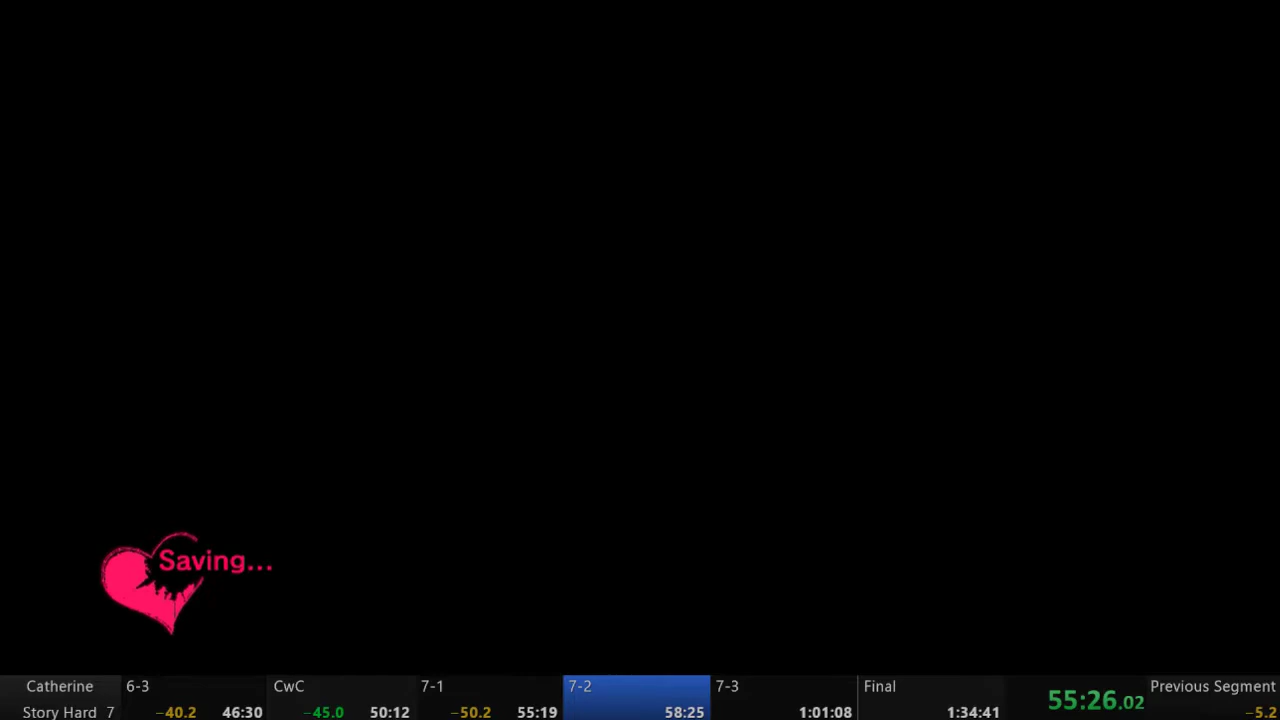 Saving...
Catherine 6-3 CwC 7-1 7-2 7-3 Final 55:26.02 Previous Segment
Story Hard 7 −40.2 46:30 −45.0 50:12 −50.2 55:19 58:25 1:01:08 1:34:41 −5.2